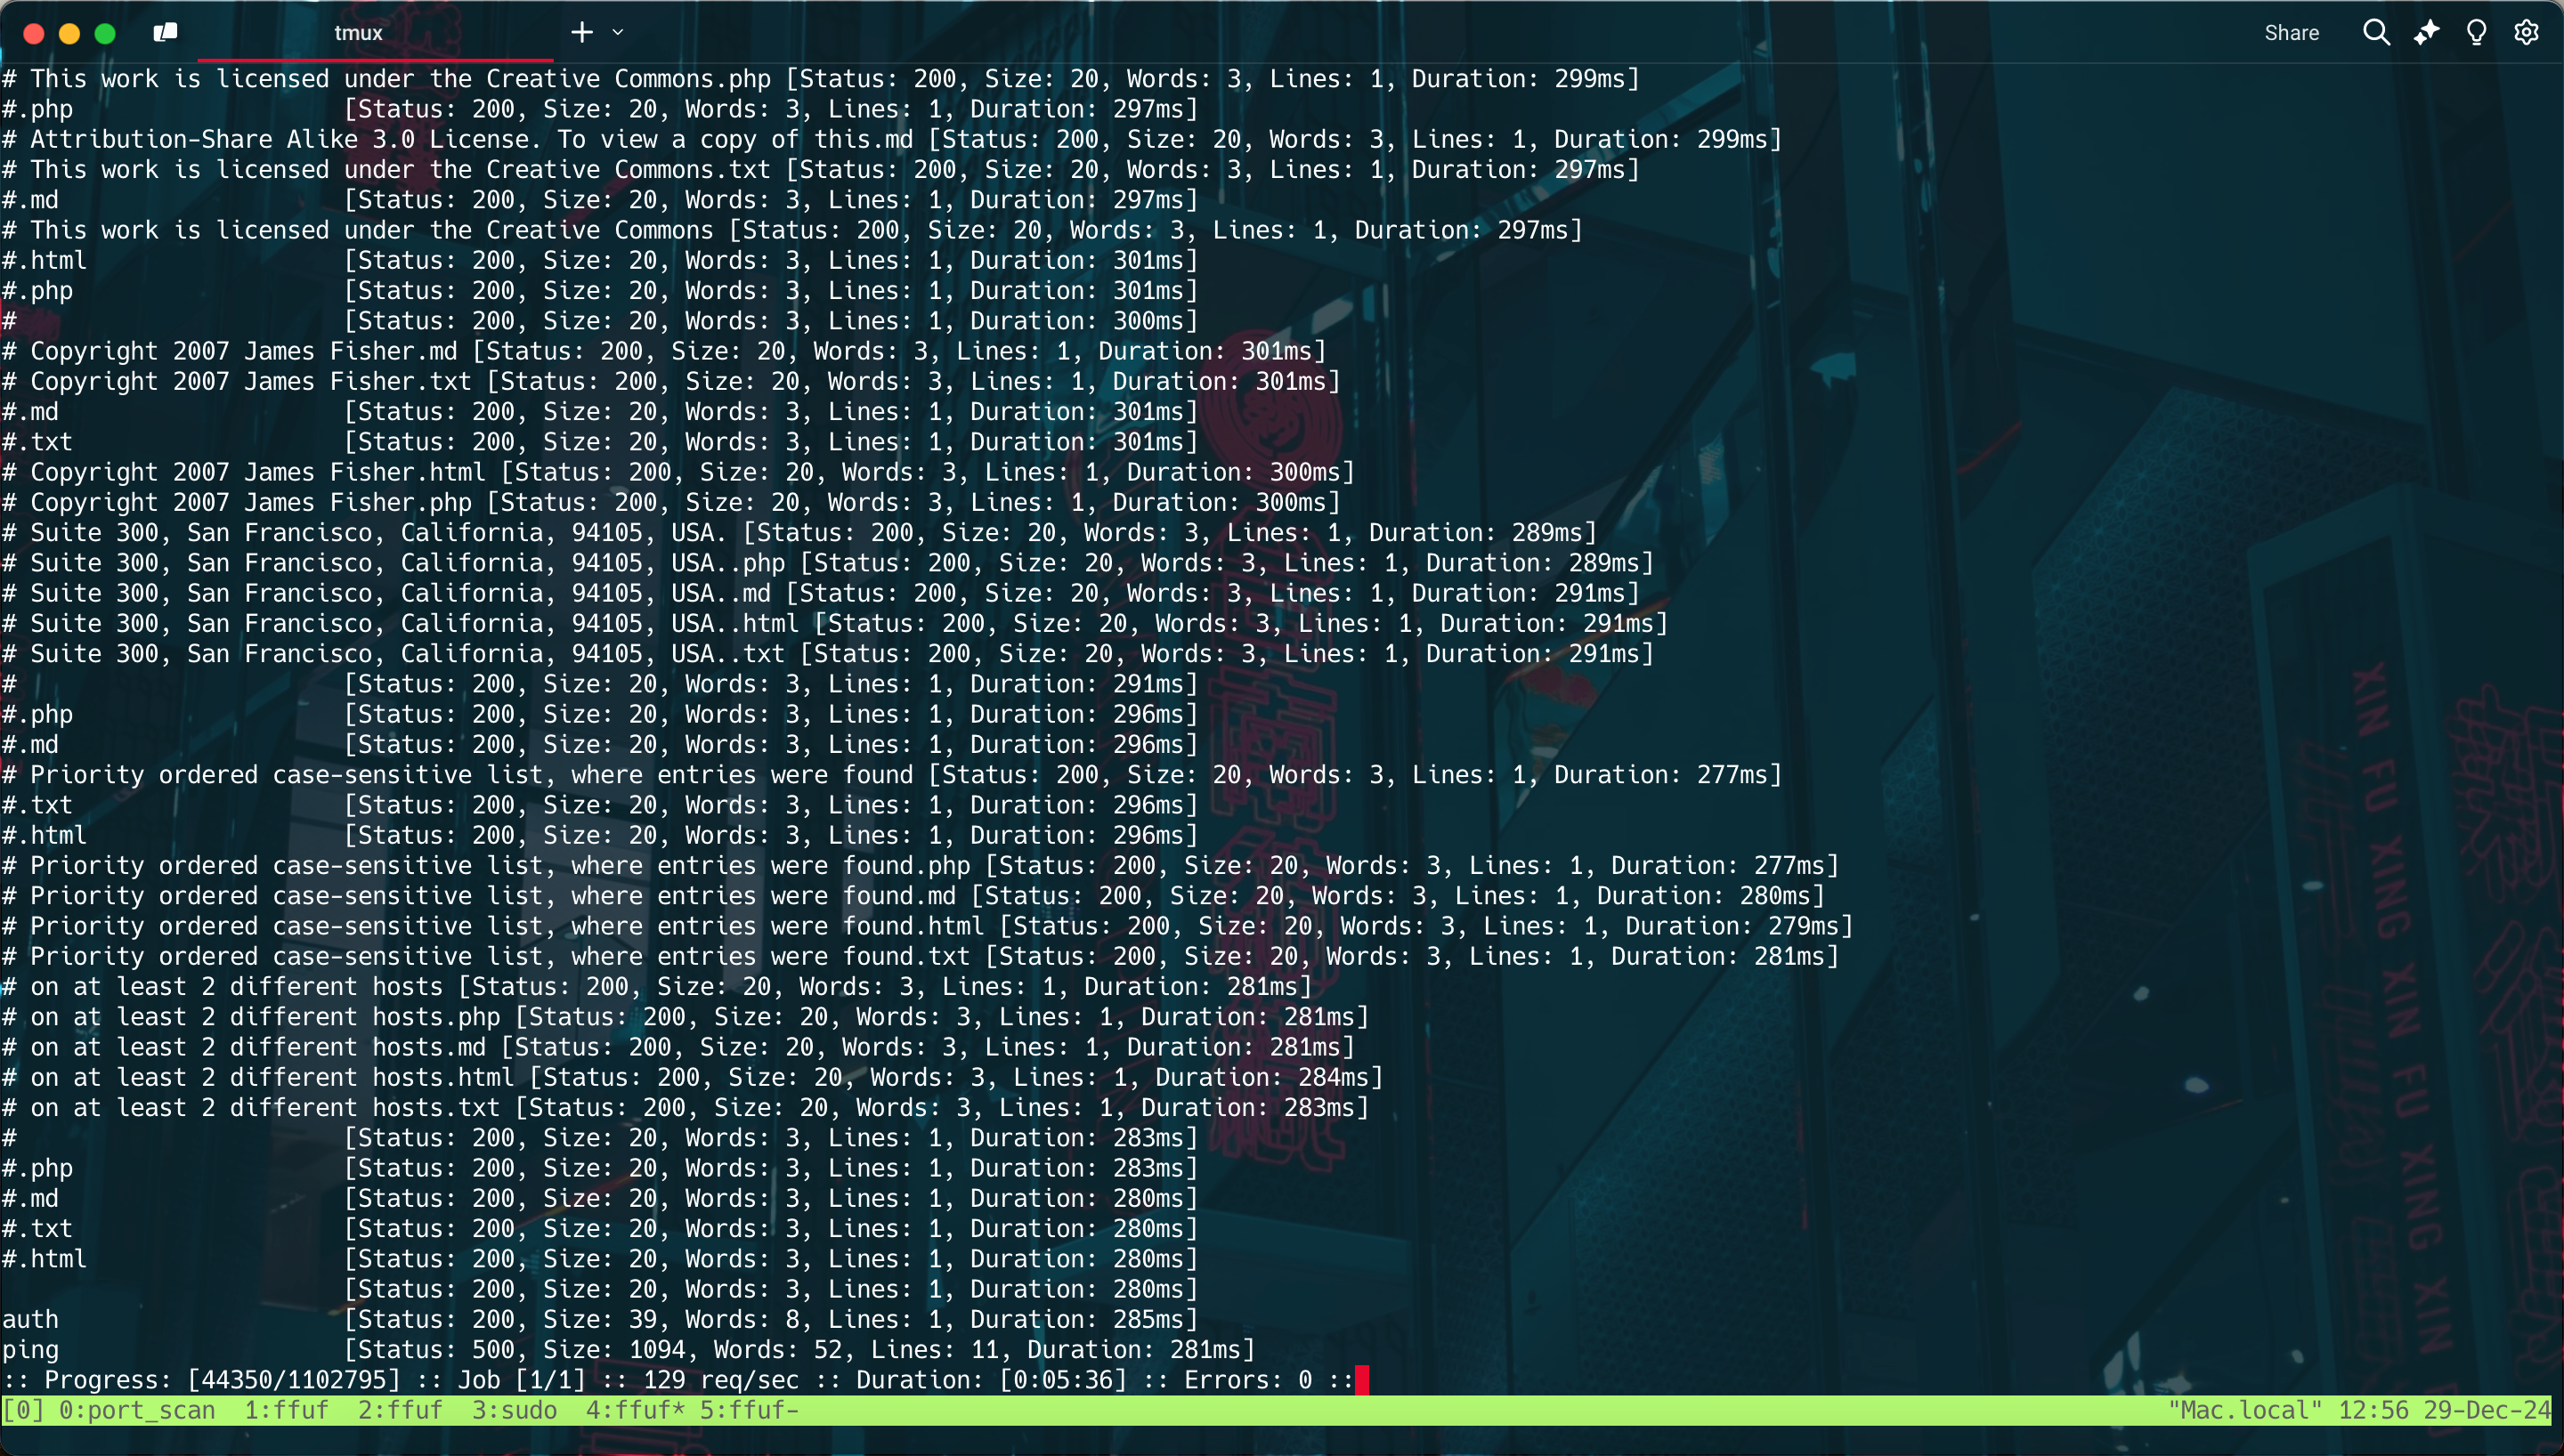 tmux
Share
# This work is licensed under the Creative Commons.php [Status: 200, Size: 20, Words: 3, Lines: 1, Duration: 299ms]
#.php                   [Status: 200, Size: 20, Words: 3, Lines: 1, Duration: 297ms]
# Attribution-Share Alike 3.0 License. To view a copy of this.md [Status: 200, Size: 20, Words: 3, Lines: 1, Duration: 299ms]
# This work is licensed under the Creative Commons.txt [Status: 200, Size: 20, Words: 3, Lines: 1, Duration: 297ms]
#.md                    [Status: 200, Size: 20, Words: 3, Lines: 1, Duration: 297ms]
# This work is licensed under the Creative Commons [Status: 200, Size: 20, Words: 3, Lines: 1, Duration: 297ms]
#.html                  [Status: 200, Size: 20, Words: 3, Lines: 1, Duration: 301ms]
#.php                   [Status: 200, Size: 20, Words: 3, Lines: 1, Duration: 301ms]
#                       [Status: 200, Size: 20, Words: 3, Lines: 1, Duration: 300ms]
# Copyright 2007 James Fisher.md [Status: 200, Size: 20, Words: 3, Lines: 1, Duration: 301ms]
# Copyright 2007 James Fisher.txt [Status: 200, Size: 20, Words: 3, Lines: 1, Duration: 301ms]
#.md                    [Status: 200, Size: 20, Words: 3, Lines: 1, Duration: 301ms]
#.txt                   [Status: 200, Size: 20, Words: 3, Lines: 1, Duration: 301ms]
# Copyright 2007 James Fisher.html [Status: 200, Size: 20, Words: 3, Lines: 1, Duration: 300ms]
# Copyright 2007 James Fisher.php [Status: 200, Size: 20, Words: 3, Lines: 1, Duration: 300ms]
# Suite 300, San Francisco, California, 94105, USA. [Status: 200, Size: 20, Words: 3, Lines: 1, Duration: 289ms]
# Suite 300, San Francisco, California, 94105, USA..php [Status: 200, Size: 20, Words: 3, Lines: 1, Duration: 289ms]
# Suite 300, San Francisco, California, 94105, USA..md [Status: 200, Size: 20, Words: 3, Lines: 1, Duration: 291ms]
# Suite 300, San Francisco, California, 94105, USA..html [Status: 200, Size: 20, Words: 3, Lines: 1, Duration: 291ms]
# Suite 300, San Francisco, California, 94105, USA..txt [Status: 200, Size: 20, Words: 3, Lines: 1, Duration: 291ms]
#                       [Status: 200, Size: 20, Words: 3, Lines: 1, Duration: 291ms]
#.php                   [Status: 200, Size: 20, Words: 3, Lines: 1, Duration: 296ms]
#.md                    [Status: 200, Size: 20, Words: 3, Lines: 1, Duration: 296ms]
# Priority ordered case-sensitive list, where entries were found [Status: 200, Size: 20, Words: 3, Lines: 1, Duration: 277ms]
#.txt                   [Status: 200, Size: 20, Words: 3, Lines: 1, Duration: 296ms]
#.html                  [Status: 200, Size: 20, Words: 3, Lines: 1, Duration: 296ms]
# Priority ordered case-sensitive list, where entries were found.php [Status: 200, Size: 20, Words: 3, Lines: 1, Duration: 277ms]
# Priority ordered case-sensitive list, where entries were found.md [Status: 200, Size: 20, Words: 3, Lines: 1, Duration: 280ms]
# Priority ordered case-sensitive list, where entries were found.html [Status: 200, Size: 20, Words: 3, Lines: 1, Duration: 279ms]
# Priority ordered case-sensitive list, where entries were found.txt [Status: 200, Size: 20, Words: 3, Lines: 1, Duration: 281ms]
# on at least 2 different hosts [Status: 200, Size: 20, Words: 3, Lines: 1, Duration: 281ms]
# on at least 2 different hosts.php [Status: 200, Size: 20, Words: 3, Lines: 1, Duration: 281ms]
# on at least 2 different hosts.md [Status: 200, Size: 20, Words: 3, Lines: 1, Duration: 281ms]
# on at least 2 different hosts.html [Status: 200, Size: 20, Words: 3, Lines: 1, Duration: 284ms]
# on at least 2 different hosts.txt [Status: 200, Size: 20, Words: 3, Lines: 1, Duration: 283ms]
#                       [Status: 200, Size: 20, Words: 3, Lines: 1, Duration: 283ms]
#.php                   [Status: 200, Size: 20, Words: 3, Lines: 1, Duration: 283ms]
#.md                    [Status: 200, Size: 20, Words: 3, Lines: 1, Duration: 280ms]
#.txt                   [Status: 200, Size: 20, Words: 3, Lines: 1, Duration: 280ms]
#.html                  [Status: 200, Size: 20, Words: 3, Lines: 1, Duration: 280ms]
                        [Status: 200, Size: 20, Words: 3, Lines: 1, Duration: 280ms]
auth                    [Status: 200, Size: 39, Words: 8, Lines: 1, Duration: 285ms]
ping                    [Status: 500, Size: 1094, Words: 52, Lines: 11, Duration: 281ms]
:: Progress: [44350/1102795] :: Job [1/1] :: 129 req/sec :: Duration: [0:05:36] :: Errors: 0 ::
[0] 0:port_scan  1:ffuf  2:ffuf  3:sudo  4:ffuf* 5:ffuf-    "Mac.local" 12:56 29-Dec-24
XIN FU XING XIN FU XING XIN FU